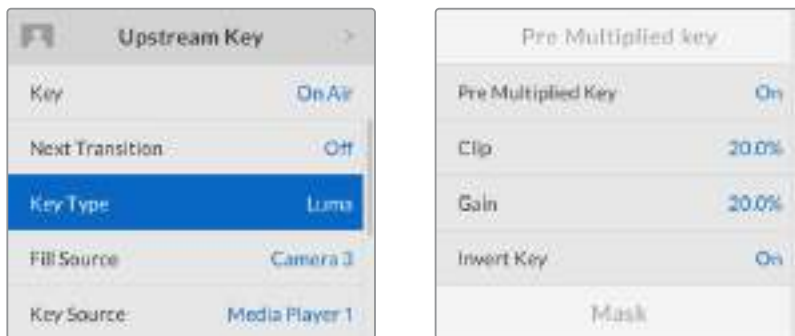 Upstream Key
Key On Air
Next Transition Off
Key Type Luma
Fill Source Camera 3
Key Source Media Player 1
Pre Multiplied key
Pre Multiplied Key On
Clip 20.0%
Gain 20.0%
Invert Key On
Mask